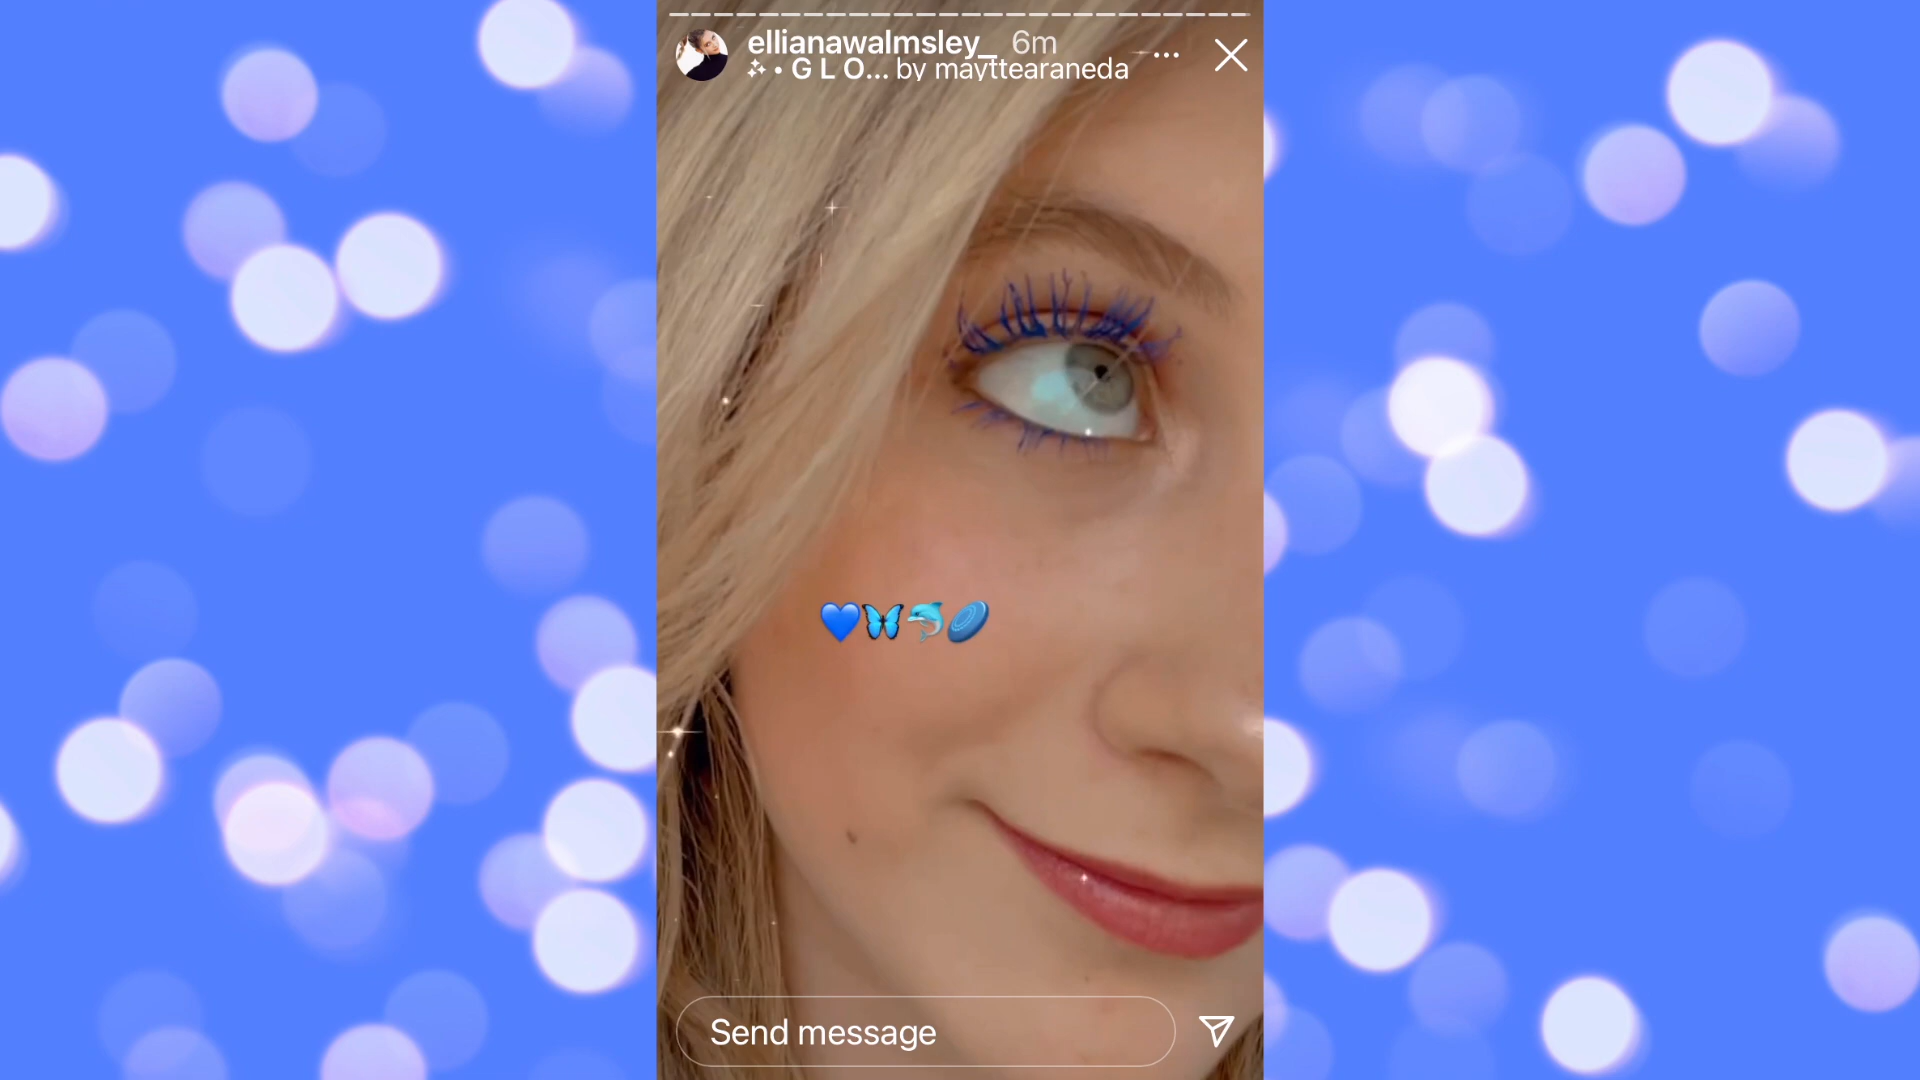 ellianawalmsley_ 6m
✨ • G L O... by mayttearaneda
💙🦋🐬🥏
Send message